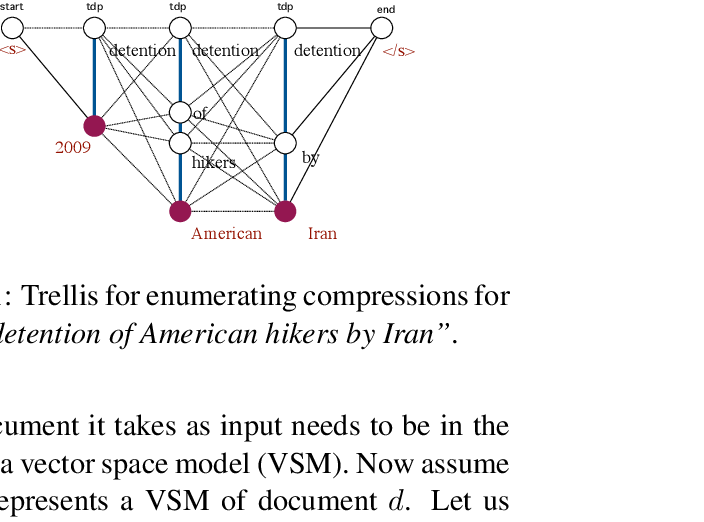 start tdp tdp tdp end
<s> detention detention detention </s>
of
2009 hikers by
American Iran
: Trellis for enumerating compressions for
detention of American hikers by Iran”.
cument it takes as input needs to be in the
a vector space model (VSM). Now assume
epresents a VSM of document d. Let us